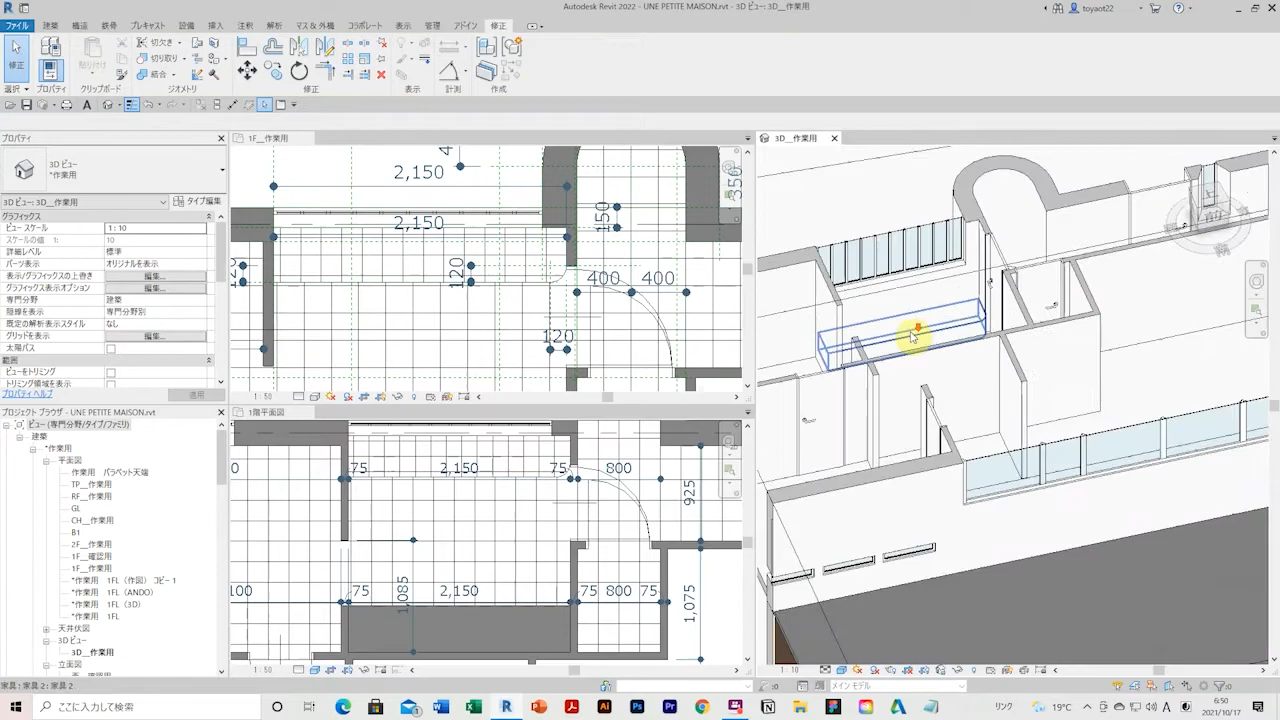 Autodesk Revit 2022 - UNE PETITE MAISON.rvt - 3D ビュー: 3D__作業用
toyaot22
ファイル 建築 構造 鉄骨 プレキャスト 設備 挿入 注釈 解析 マス & 外構 コラボレート 表示 管理 アドイン 修正
修正
貼り付け
切欠き
切り取り
結合
選択 プロパティ クリップボード ジオメトリ 修正 表示 計測 作成
プロパティ
3D ビュー
*作業用
3D ビュー: 3D__作業用
タイプ編集
グラフィックス
ビュー スケール 1 : 10
スケールの値 1: 10
詳細レベル 標準
パーツ表示 オリジナルを表示
表示/グラフィックスの上書き 編集...
グラフィックス表示オプション 編集...
専門分野 建築
隠線を表示 専門分野別
既定の解析表示スタイル なし
グリッドを表示 編集...
太陽パス
範囲
ビューをトリミング
トリミング領域を表示
プロパティ ヘルプ
適用
プロジェクト ブラウザ - UNE PETITE MAISON.rvt
ビュー (専門分野/タイプ/ファミリ)
建築
*作業用
平面図
作業用 パラペット天端
TP__作業用
RF__作業用
GL
CH__作業用
B1
2F__作業用
1F__確認用
1F__作業用
*作業用 1FL (作図) コピー 1
*作業用 1FL (ANDO)
*作業用 1FL (3D)
*作業用 1FL
天井伏図
3D ビュー
3D__作業用
立面図
1F__作業用
2,150
2,150
150
350
120
400
400
120
1 : 50
1階平面図
75
2,150
75
800
925
1,085
100
75
2,150
75
800
75
1,075
1 : 50
3D__作業用
1 : 10
家具 : 家具 2 : 家具 2
:0
メイン モデル
:0
ここに入力して検索
リンク
19°C
6:50
2021/10/17